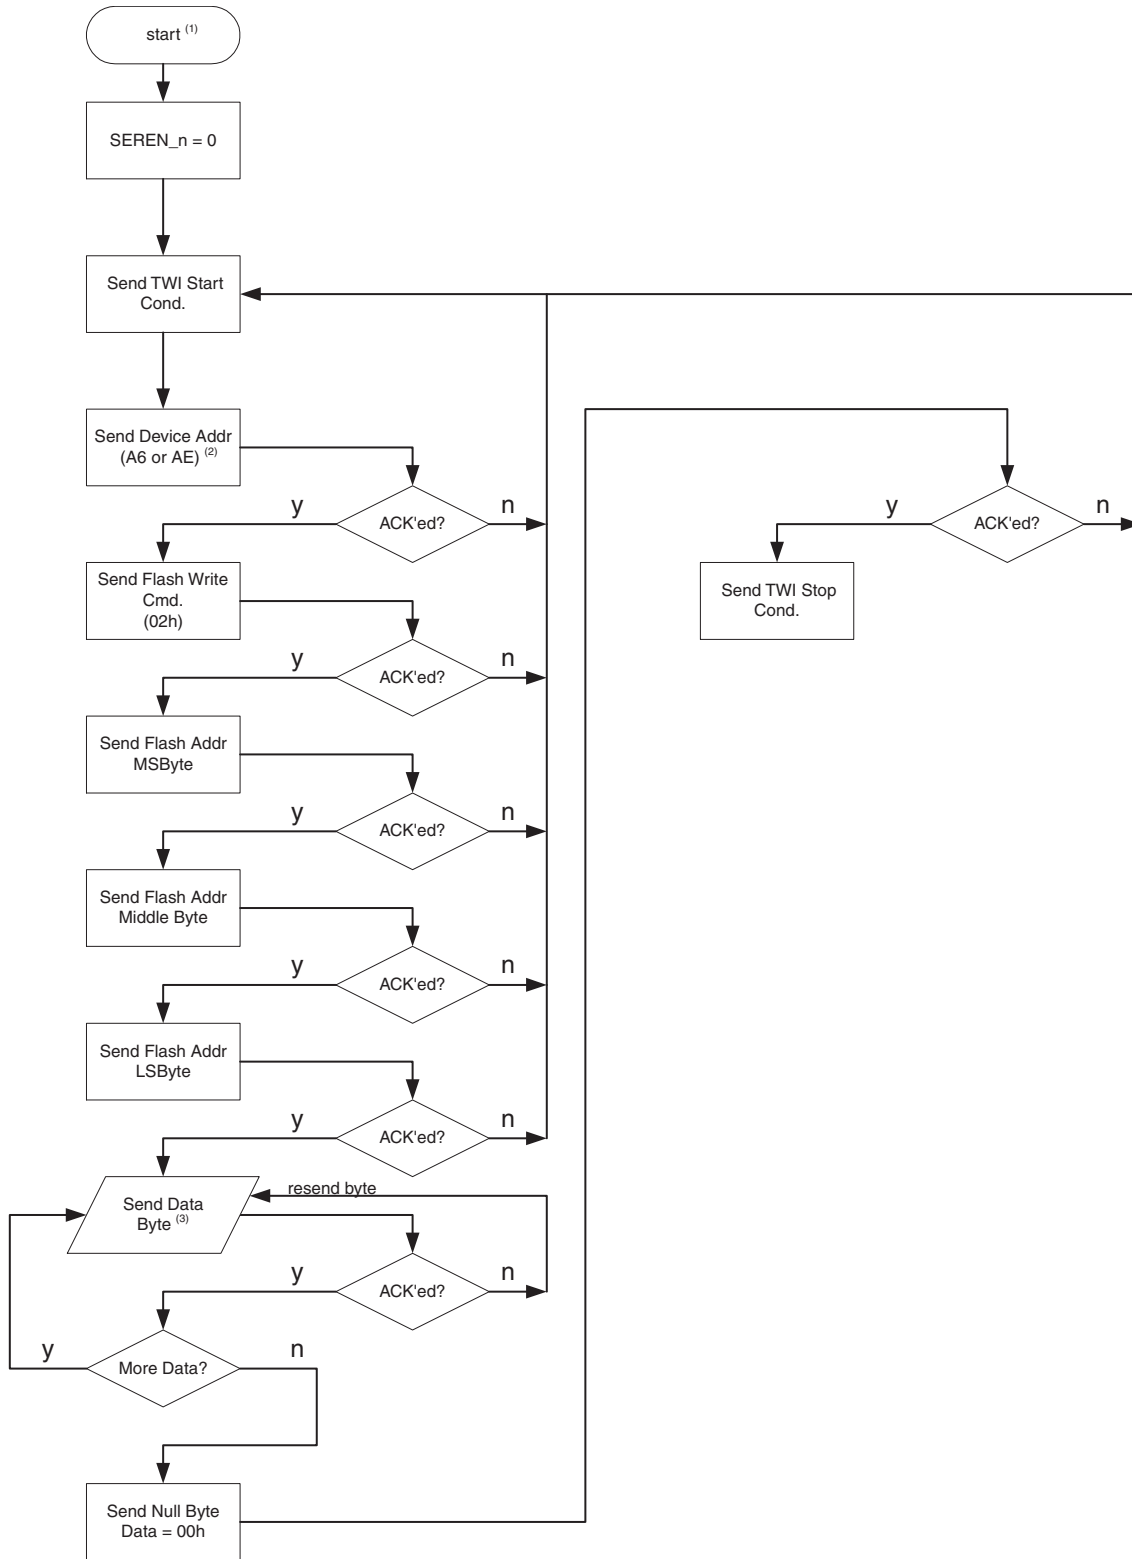 start (1)
SEREN_n = 0
Send TWI Start
Cond.
Send Device Addr
(A6 or AE) (2)
y
ACK'ed?
n
Send Flash Write
Cmd.
(02h)
y
ACK'ed?
n
Send Flash Addr
MSByte
y
ACK'ed?
n
Send Flash Addr
Middle Byte
y
ACK'ed?
n
Send Flash Addr
LSByte
y
ACK'ed?
n
Send Data
Byte (3)
resend byte
y
ACK'ed?
n
y
More Data?
n
Send Null Byte
Data = 00h
y
ACK'ed?
n
Send TWI Stop
Cond.